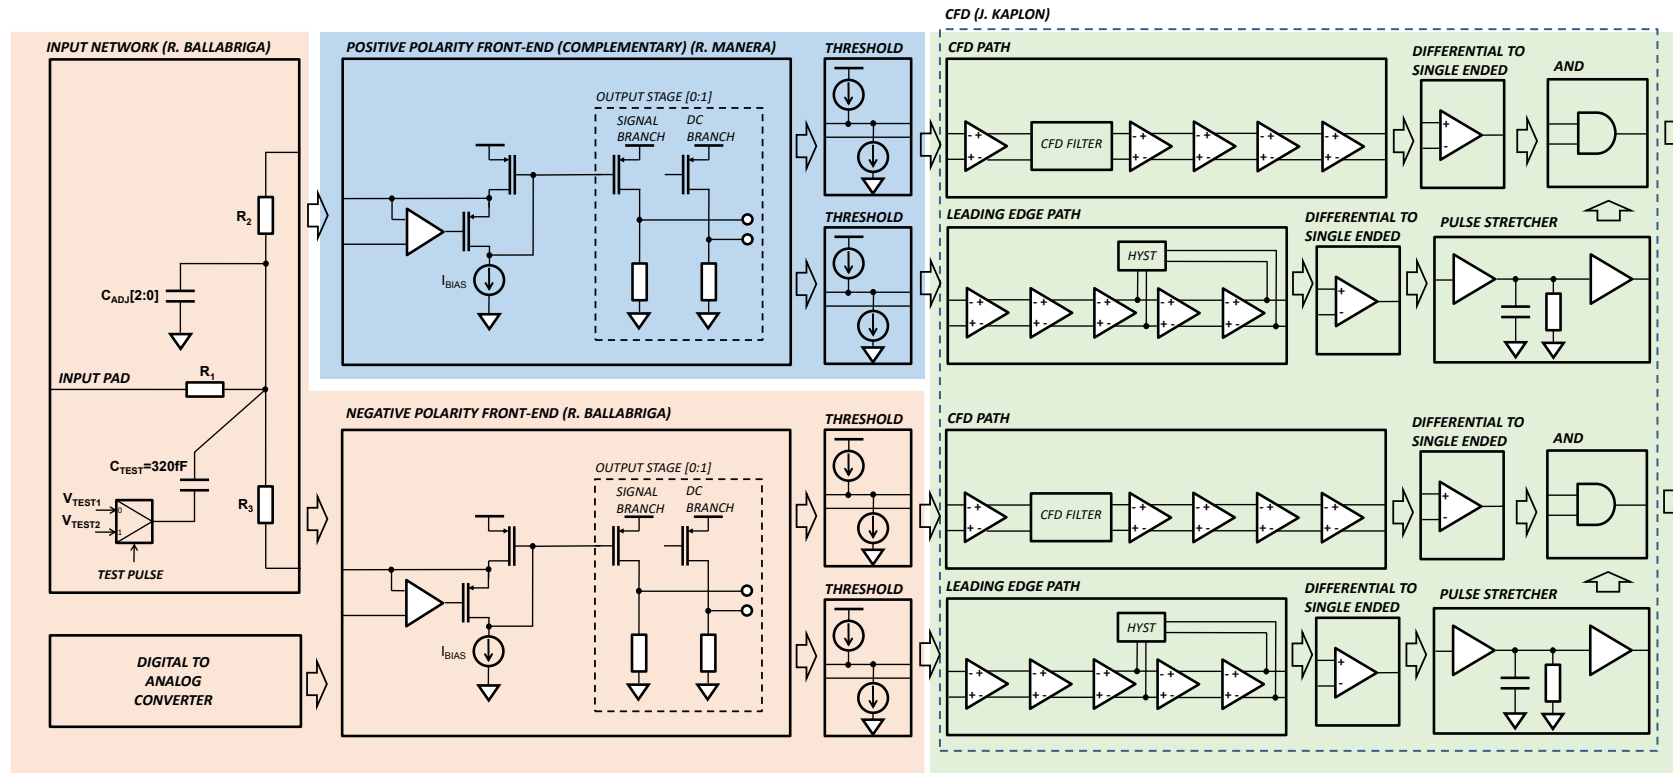 CFD (J. KAPLON)
INPUT NETWORK (R. BALLABRIGA)
R2
CADJ[2:0]
INPUT PAD
R1
CTEST=320fF
VTEST1
0
VTEST2
1
R3
TEST PULSE
DIGITAL TO
ANALOG
CONVERTER
POSITIVE POLARITY FRONT-END (COMPLEMENTARY) (R. MANERA)
OUTPUT STAGE [0:1]
SIGNAL
BRANCH
DC
BRANCH
IBIAS
THRESHOLD
THRESHOLD
CFD PATH
- +
+ -
CFD FILTER
- +
+ -
- +
+ -
- +
+ -
- +
+ -
DIFFERENTIAL TO
SINGLE ENDED
+
-
AND
LEADING EDGE PATH
HYST
- +
+ -
- +
+ -
- +
+ -
- +
+ -
- +
+ -
DIFFERENTIAL TO
SINGLE ENDED
+
-
PULSE STRETCHER
NEGATIVE POLARITY FRONT-END (R. BALLABRIGA)
OUTPUT STAGE [0:1]
SIGNAL
BRANCH
DC
BRANCH
IBIAS
THRESHOLD
THRESHOLD
CFD PATH
- +
+ -
CFD FILTER
- +
+ -
- +
+ -
- +
+ -
- +
+ -
DIFFERENTIAL TO
SINGLE ENDED
+
-
AND
LEADING EDGE PATH
HYST
- +
+ -
- +
+ -
- +
+ -
- +
+ -
- +
+ -
DIFFERENTIAL TO
SINGLE ENDED
+
-
PULSE STRETCHER